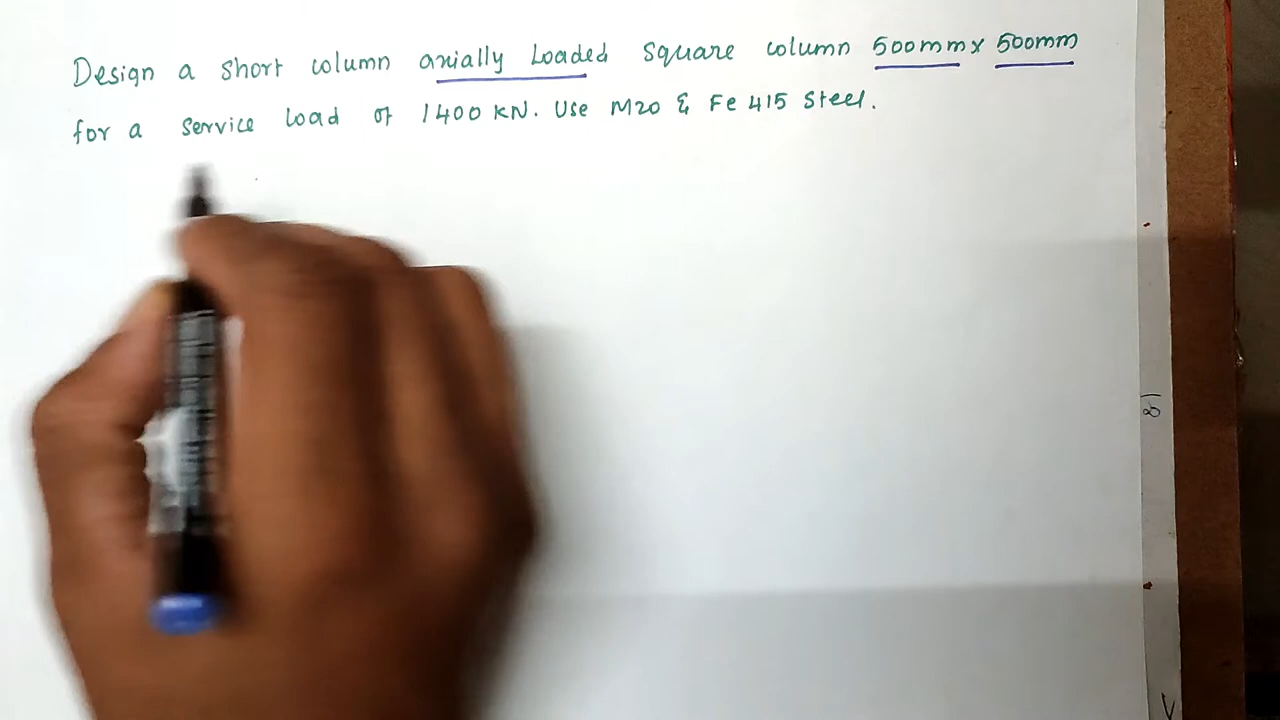 Design a short column axially Loaded square column 500mm x 500mm
for a service load of 1400 KN. Use M20 & Fe 415 Steel.